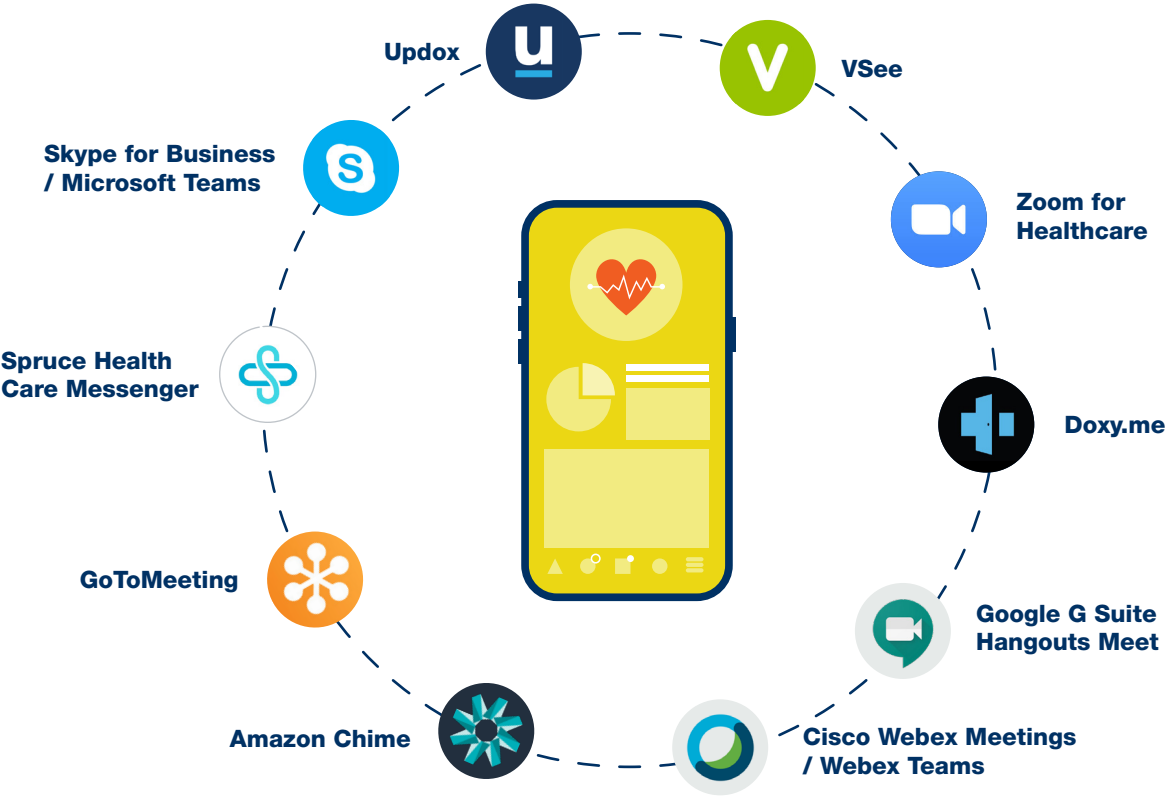 Updox
VSee
Skype for Business
/ Microsoft Teams
Zoom for
Healthcare
Spruce Health
Care Messenger
Doxy.me
GoToMeeting
Google G Suite
Hangouts Meet
Amazon Chime
Cisco Webex Meetings
/ Webex Teams
u
V
S